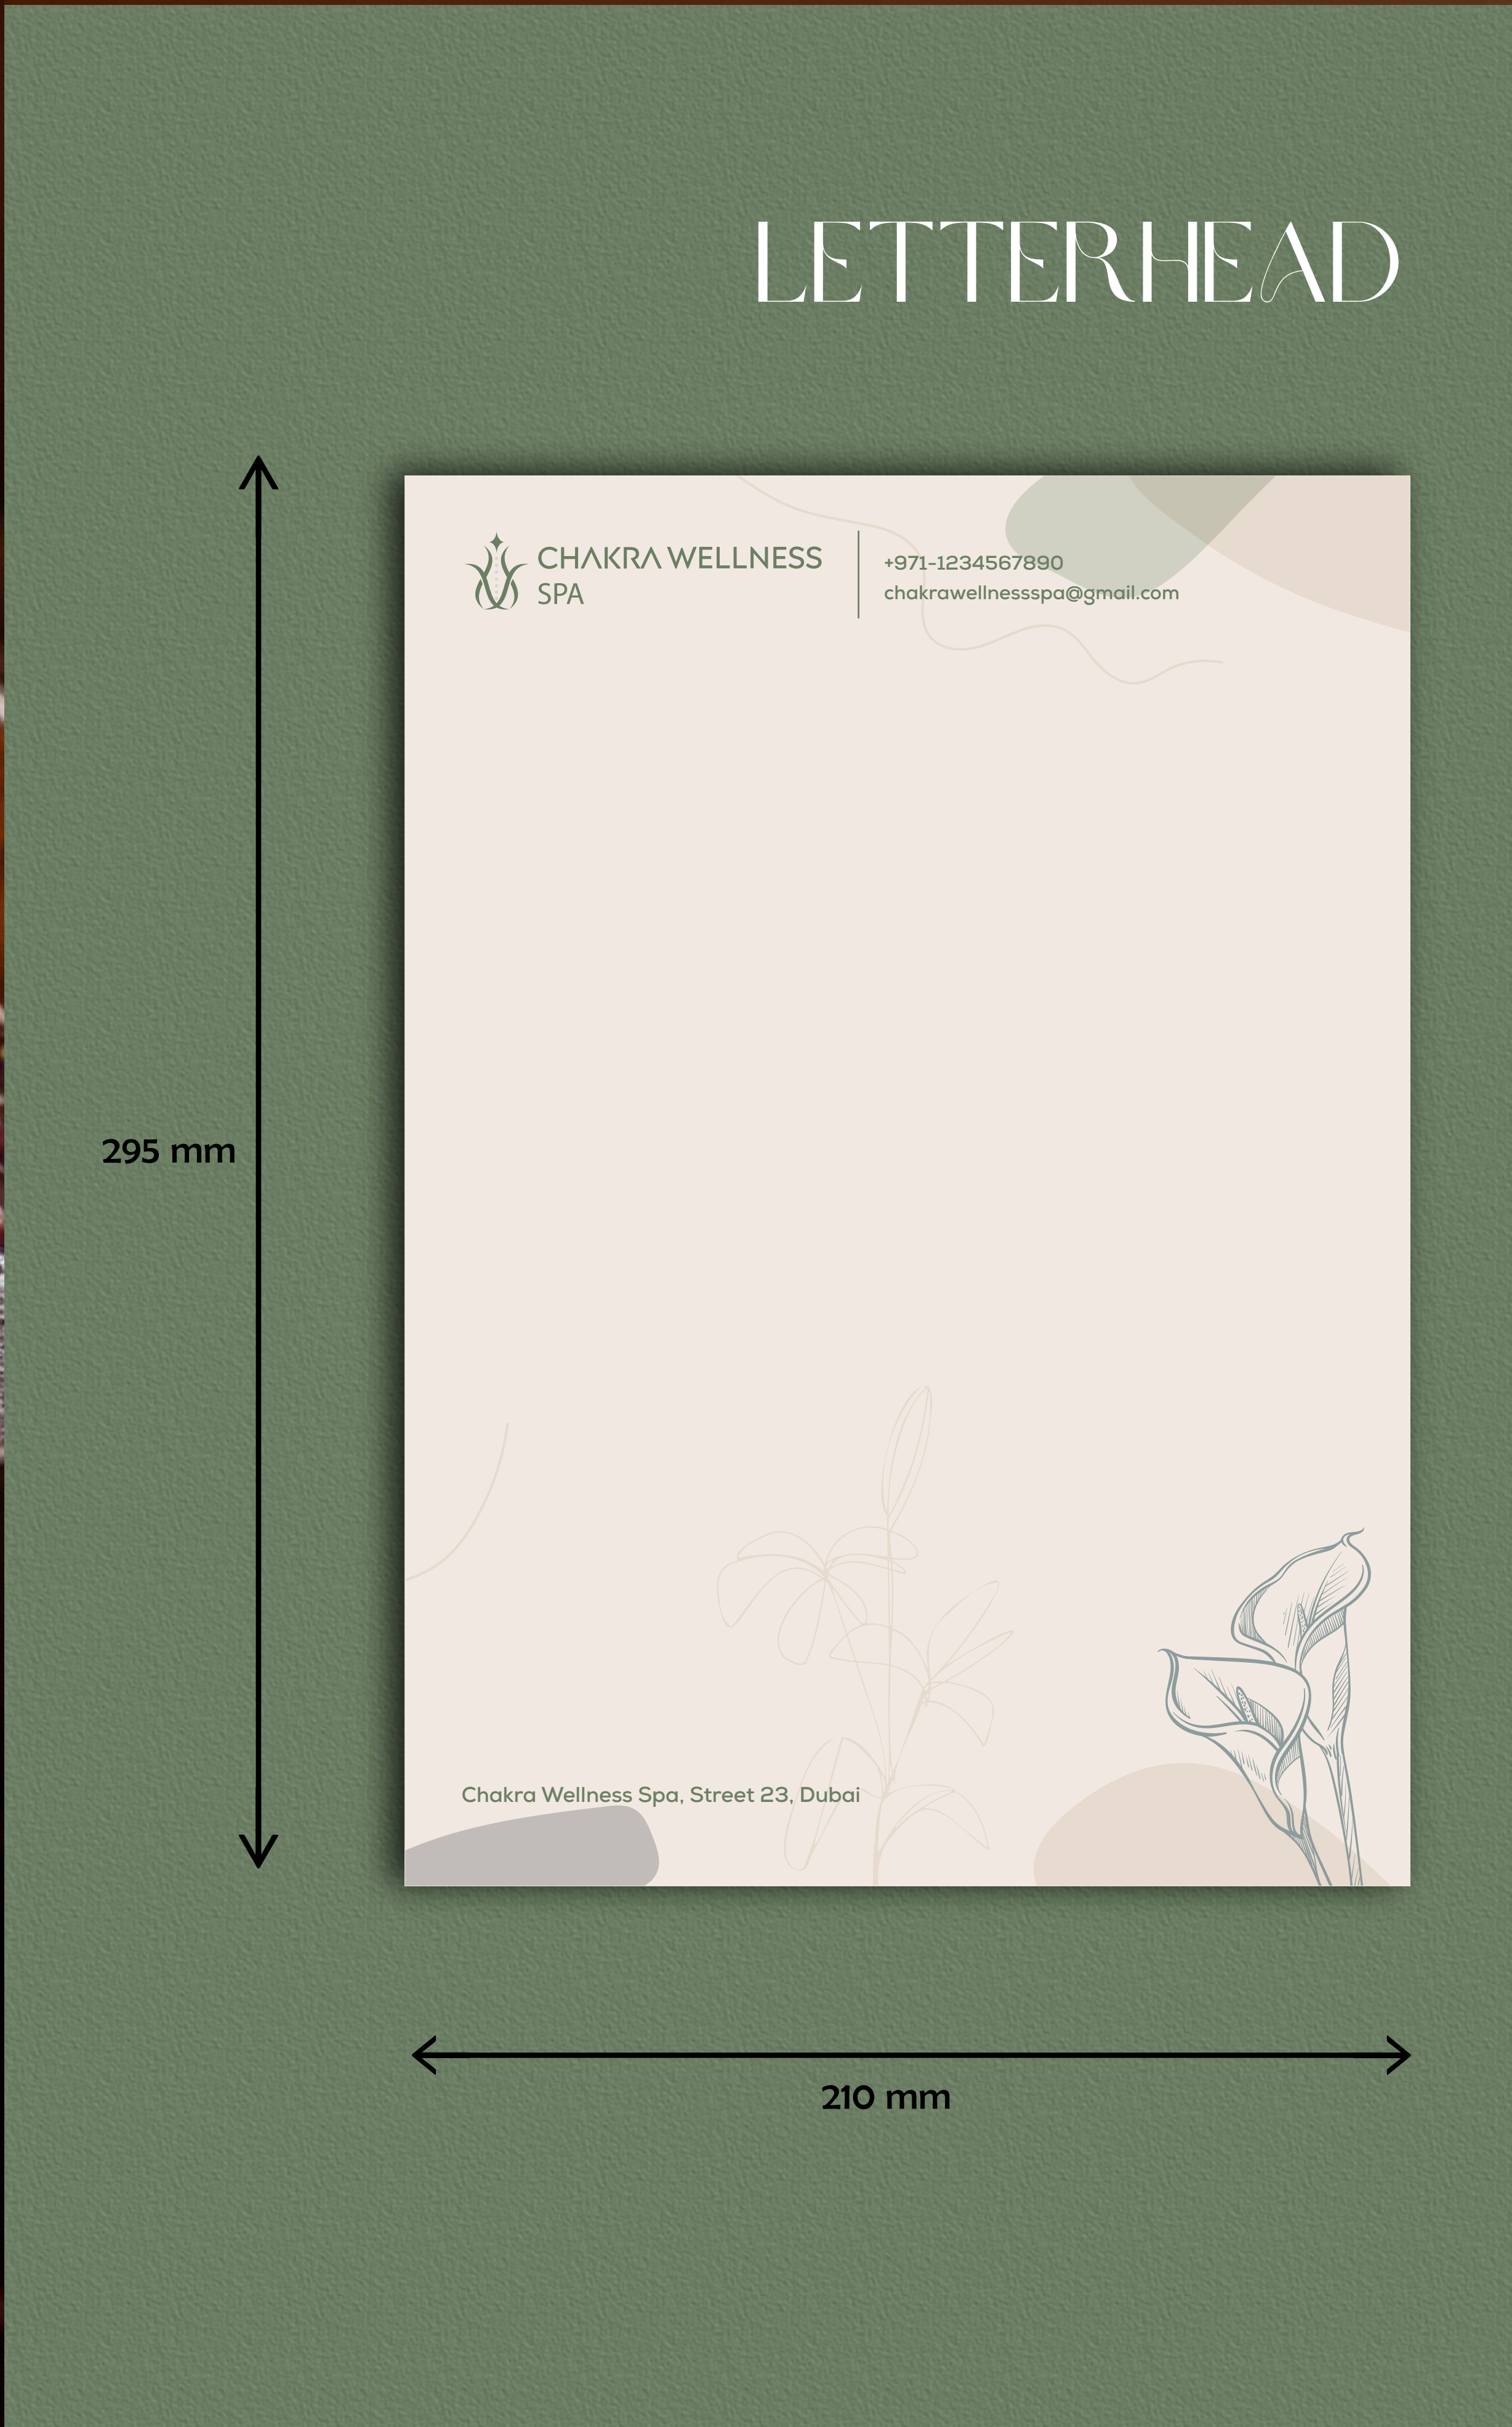 LETTERHEAD
CHAKRA WELLNESS
SPA
+971-1234567890
chakrawellnessspa@gmail.com
295 mm
Chakra Wellness Spa, Street 23, Dubai
210 mm